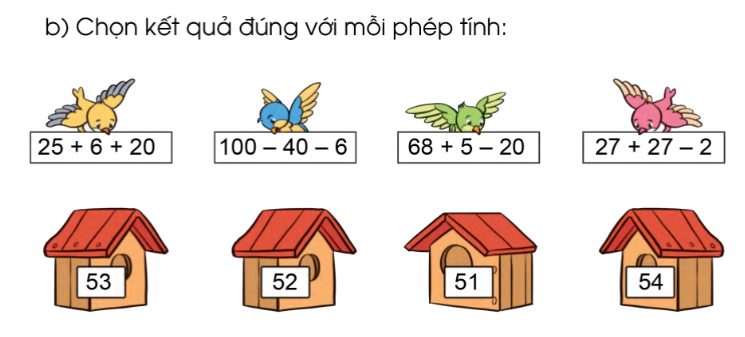 b) Chọn kết quả đúng với mỗi phép tính:
25 + 6 + 20
100 – 40 – 6
68 + 5 – 20
27 + 27 – 2
53
52
51
54